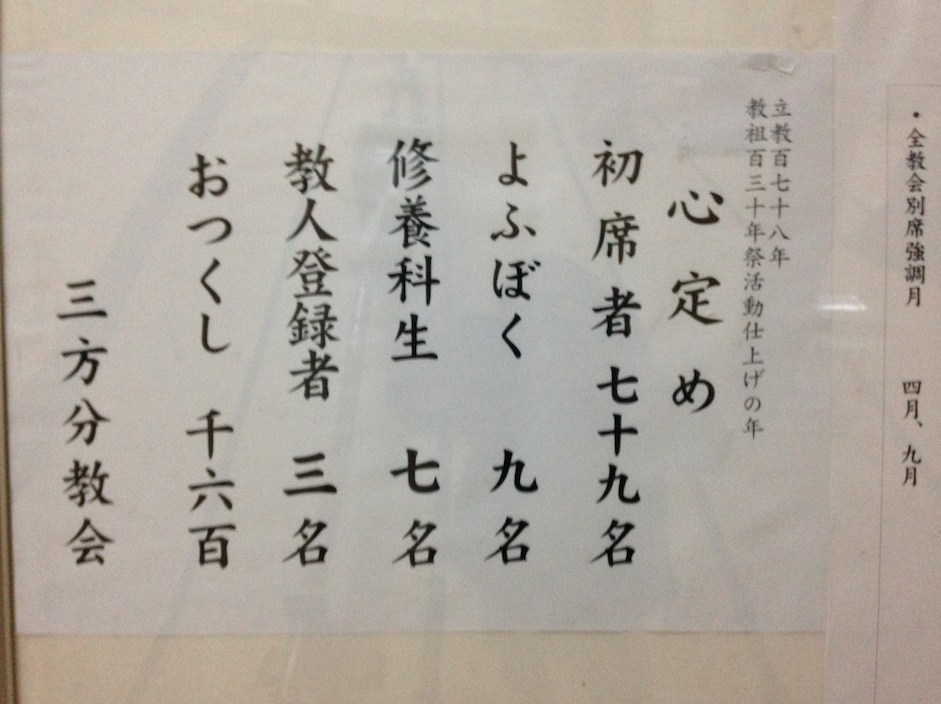 ・全教会別席強調月　四月、九月
立教百七十八年
教祖百三十年祭活動仕上げの年
心定め
初席者 七十九名
よふぼく 九名
修養科生 七名
教人登録者 三名
おつくし 千六百
三方分教会